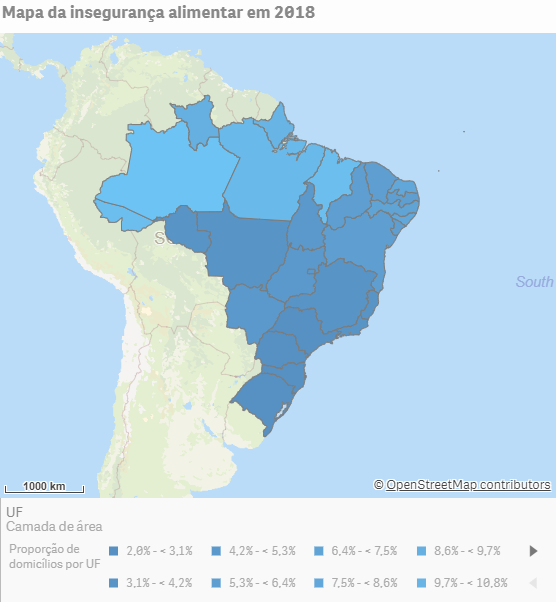 Mapa da insegurança alimentar em 2018
S
South
1000 km
© OpenStreetMap contributors
UF
Camada de área
Proporção de
domicílios por UF
2,0% - < 3,1%
4,2% - < 5,3%
6,4% - < 7,5%
8,6% - < 9,7%
3,1% - < 4,2%
5,3% - < 6,4%
7,5% - < 8,6%
9,7% - < 10,8%